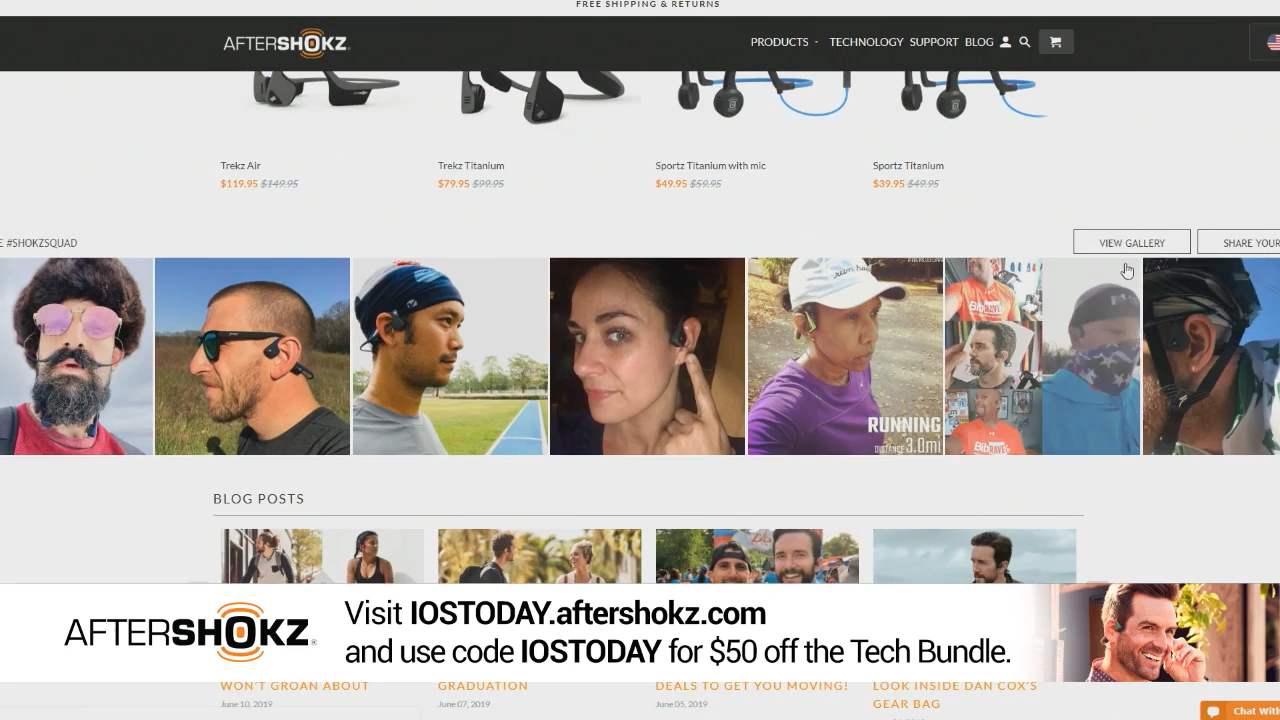 FREE SHIPPING & RETURNS
AFTERSHOKZ
PRODUCTS TECHNOLOGY SUPPORT BLOG
Trekz Air
$119.95 $149.95
Trekz Titanium
$79.95 $99.95
Sportz Titanium with mic
$49.95 $59.95
Sportz Titanium
$39.95 $49.95
#SHOKZSQUAD
VIEW GALLERY
SHARE YOUR
RUNNING
DISTANCE 3.0mi
BibRAVE
BLOG POSTS
AFTERSHOKZ®
Visit IOSTODAY.aftershokz.com
and use code IOSTODAY for $50 off the Tech Bundle.
WON'T GROAN ABOUT
June 10, 2019
GRADUATION
June 07, 2019
DEALS TO GET YOU MOVING!
June 05, 2019
LOOK INSIDE DAN COX'S
GEAR BAG
Chat With